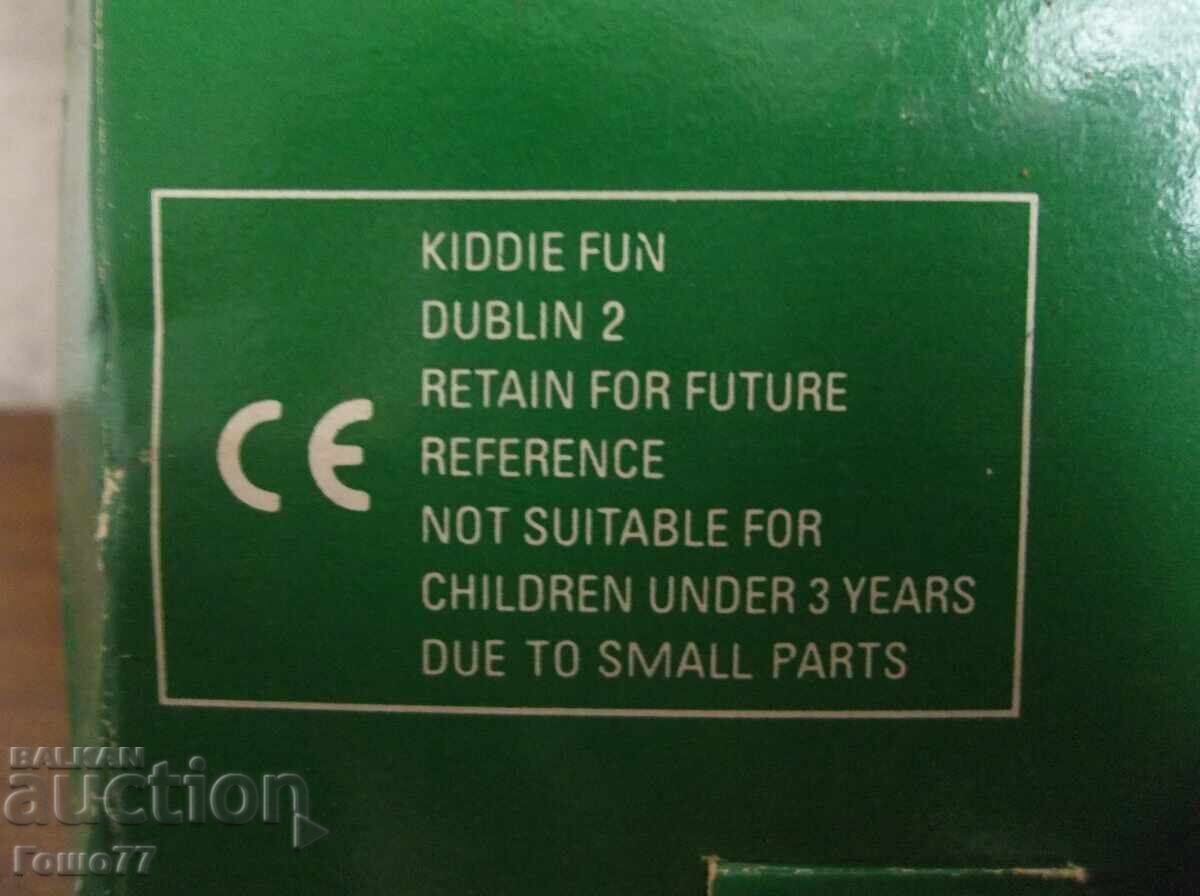 KIDDIE FUN
DUBLIN 2
RETAIN FOR FUTURE
REFERENCE
NOT SUITABLE FOR
CHILDREN UNDER 3 YEARS
DUE TO SMALL PARTS
CE
BALKAN
auction
Гошо77